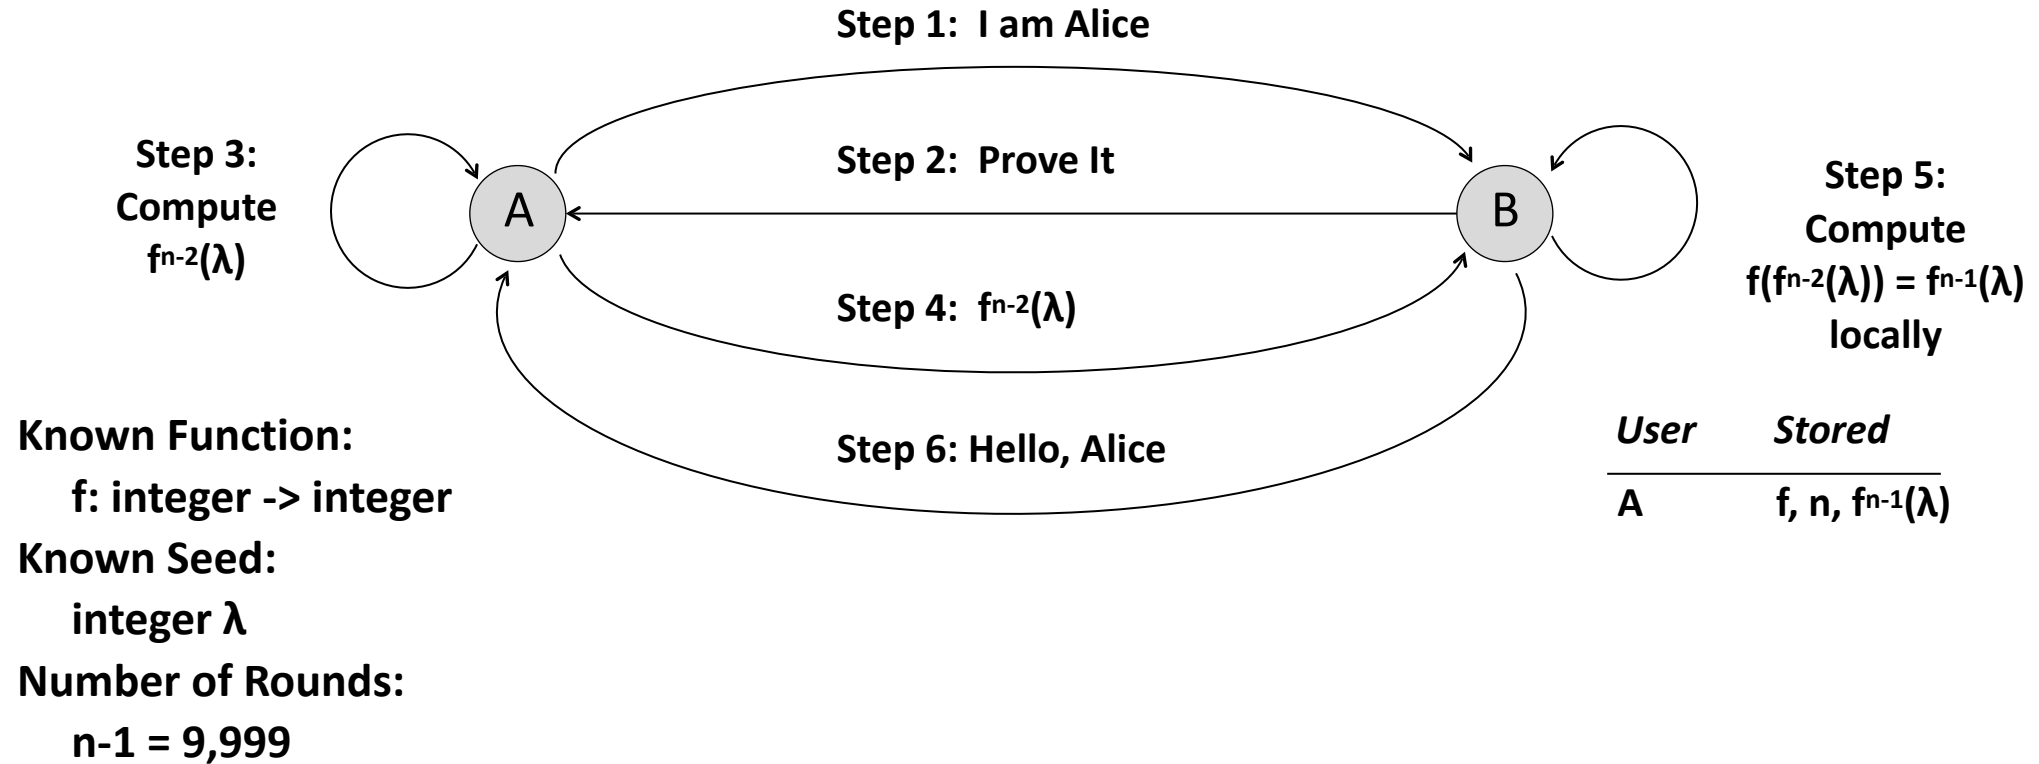 Step 1:  I am Alice
Step 2:  Prove It
Step 3:
Compute
fn-2(λ)
A
B
Step 5:
Compute
f(fn-2(λ)) = fn-1(λ)
locally
Step 4:  fn-2(λ)
Step 6: Hello, Alice
Known Function:
f: integer -> integer
Known Seed:
integer λ
Number of Rounds:
n-1 = 9,999
User Stored
A f, n, fn-1(λ)